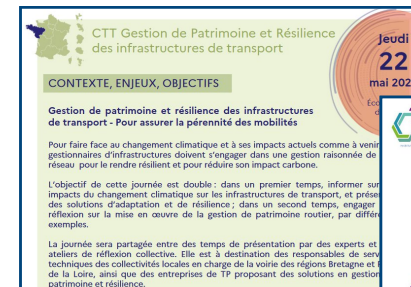 CTT Gestion de Patrimoine et Résilience
des infrastructures de transport
Jeudi
22
mai 202
CONTEXTE, ENJEUX, OBJECTIFS
Gestion de patrimoine et résilience des infrastructures
de transport - Pour assurer la pérennité des mobilités
Pour faire face au changement climatique et à ses impacts actuels comme à venir
gestionnaires d'infrastructures doivent s'engager dans une gestion raisonnée de
réseau pour le rendre résilient et pour réduire son impact carbone.
L'objectif de cette journée est double : dans un premier temps, informer sur
impacts du changement climatique sur les infrastructures de transport, et
des solutions d'adaptation et de résilience ; dans un second temps, engager
réflexion sur la mise en œuvre de la gestion de patrimoine routier, par
exemples.
La journée sera partagée entre des temps de présentation par des experts et
ateliers de réflexion collective. Elle est à destination des responsables de
techniques des collectivités locales en charge de la voirie des régions Bretagne et
de la Loire, ainsi que des entreprises de TP proposant des solutions en gestion
patrimoine et résilience.